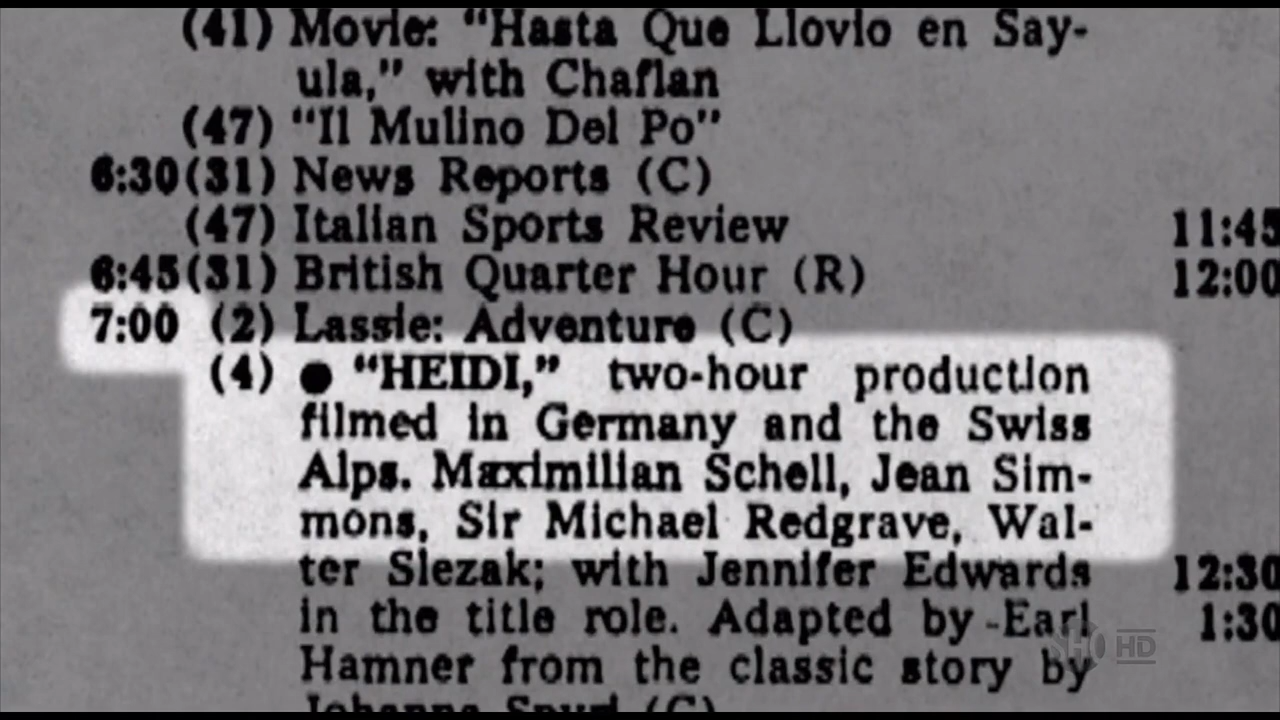 (41) Movie: "Hasta Que Llovio en Say-
ula," with Chaflan
(47) "Il Mulino Del Po"
6:30 (31) News Reports (C)
(47) Italian Sports Review
11:45
6:45 (31) British Quarter Hour (R)
12:00
7:00 (2) Lassie: Adventure (C)
(4) ● "HEIDI," two-hour production
filmed in Germany and the Swiss
Alps. Maximilian Schell, Jean Sim-
mons, Sir Michael Redgrave, Wal-
ter Slezak; with Jennifer Edwards
12:30
in the title role. Adapted by Earl
1:30
Hamner from the classic story by
Johanna Spyri (C)
SHO HD